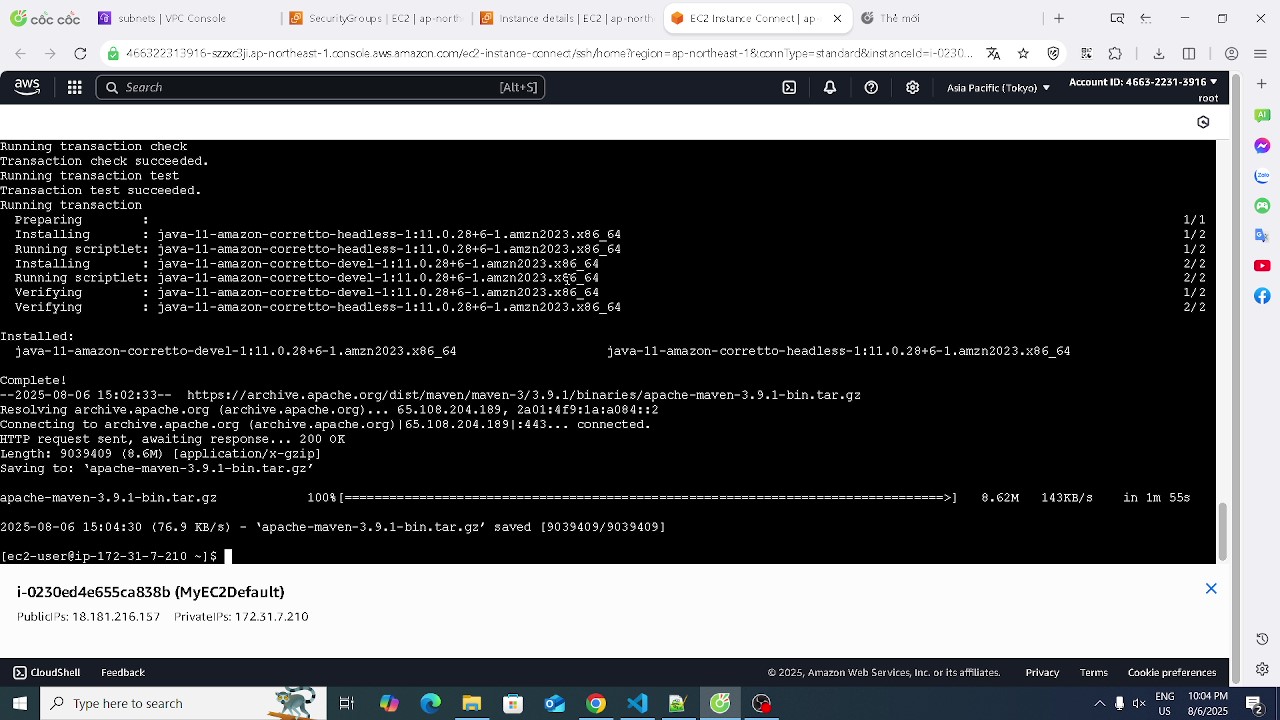 cốc cốc
subnets | VPC Console
SecurityGroups | EC2 | ap-north
Instance details | EC2 | ap-north
EC2 Instance Connect | ap-
Thẻ mới
466322313916-szzxc3ji.ap-northeast-1.console.aws.amazon.com/ec2-instance-connect/ssh/home?region=ap-northeast-1&connType=standard&instanceId=i-0230...
aws
Search
[Alt+S]
Asia Pacific (Tokyo)
Account ID: 4663-2231-3916
root
Running transaction check
Transaction check succeeded.
Running transaction test
Transaction test succeeded.
Running transaction
Preparing : 1/1
Installing : java-11-amazon-corretto-headless-1:11.0.28+6-1.amzn2023.x86_64 1/2
Running scriptlet: java-11-amazon-corretto-headless-1:11.0.28+6-1.amzn2023.x86_64 1/2
Installing : java-11-amazon-corretto-devel-1:11.0.28+6-1.amzn2023.x86_64 2/2
Running scriptlet: java-11-amazon-corretto-devel-1:11.0.28+6-1.amzn2023.x86_64 2/2
Verifying : java-11-amazon-corretto-devel-1:11.0.28+6-1.amzn2023.x86_64 1/2
Verifying : java-11-amazon-corretto-headless-1:11.0.28+6-1.amzn2023.x86_64 2/2
Installed:
java-11-amazon-corretto-devel-1:11.0.28+6-1.amzn2023.x86_64 java-11-amazon-corretto-headless-1:11.0.28+6-1.amzn2023.x86_64
Complete!
--2025-08-06 15:02:33-- https://archive.apache.org/dist/maven/maven-3/3.9.1/binaries/apache-maven-3.9.1-bin.tar.gz
Resolving archive.apache.org (archive.apache.org)... 65.108.204.189, 2a01:4f9:1a:a084::2
Connecting to archive.apache.org (archive.apache.org)|65.108.204.189|:443... connected.
HTTP request sent, awaiting response... 200 OK
Length: 9039409 (8.6M) [application/x-gzip]
Saving to: ‘apache-maven-3.9.1-bin.tar.gz’
apache-maven-3.9.1-bin.tar.gz 100%[================================================================================>] 8.62M 143KB/s in 1m 55s
2025-08-06 15:04:30 (76.9 KB/s) - ‘apache-maven-3.9.1-bin.tar.gz’ saved [9039409/9039409]
[ec2-user@ip-172-31-7-210 ~]$
i-0230ed4e655ca838b (MyEC2Default)
PublicIPs: 18.181.216.157 PrivateIPs: 172.31.7.210
CloudShell
Feedback
© 2025, Amazon Web Services, Inc. or its affiliates.
Privacy
Terms
Cookie preferences
AI
Zalo
Type here to search
ENG
US
10:04 PM
8/6/2025
2